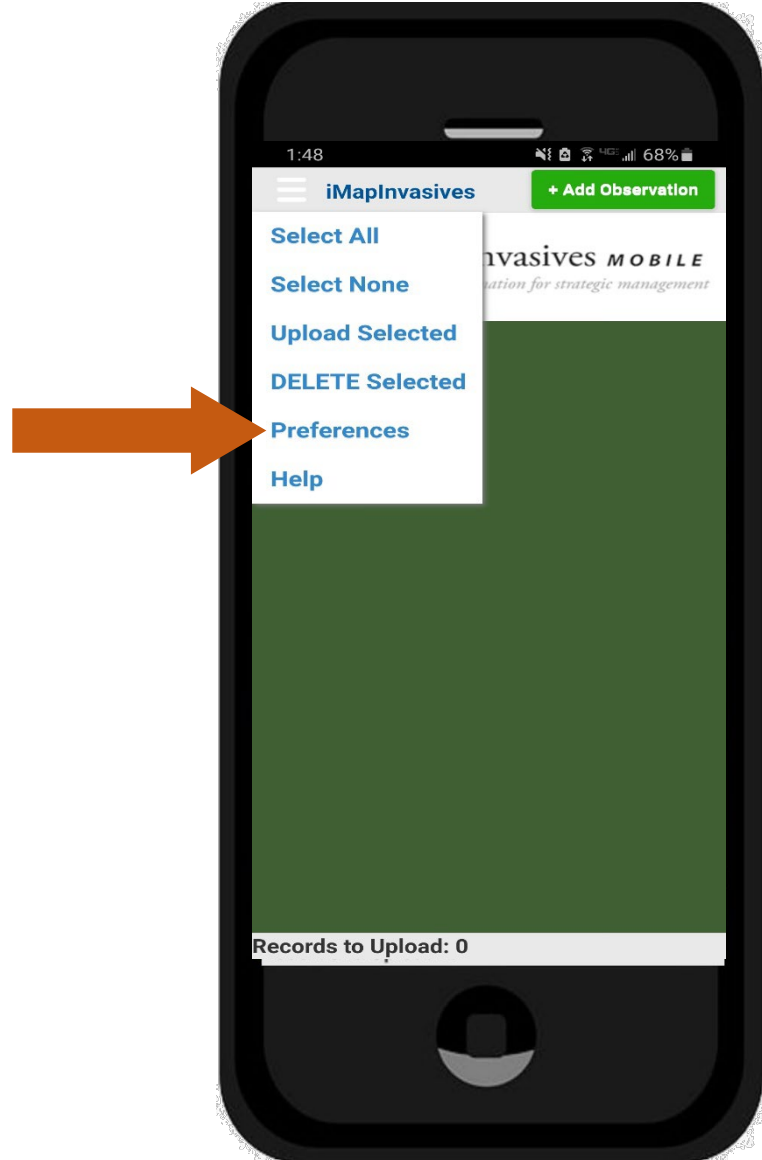 1:48 4GE 68%
iMapInvasives + Add Observation
Select All
nvasives MOBILE
Select None
ation for strategic management
Upload Selected
DELETE Selected
Preferences
Help
Records to Upload: 0